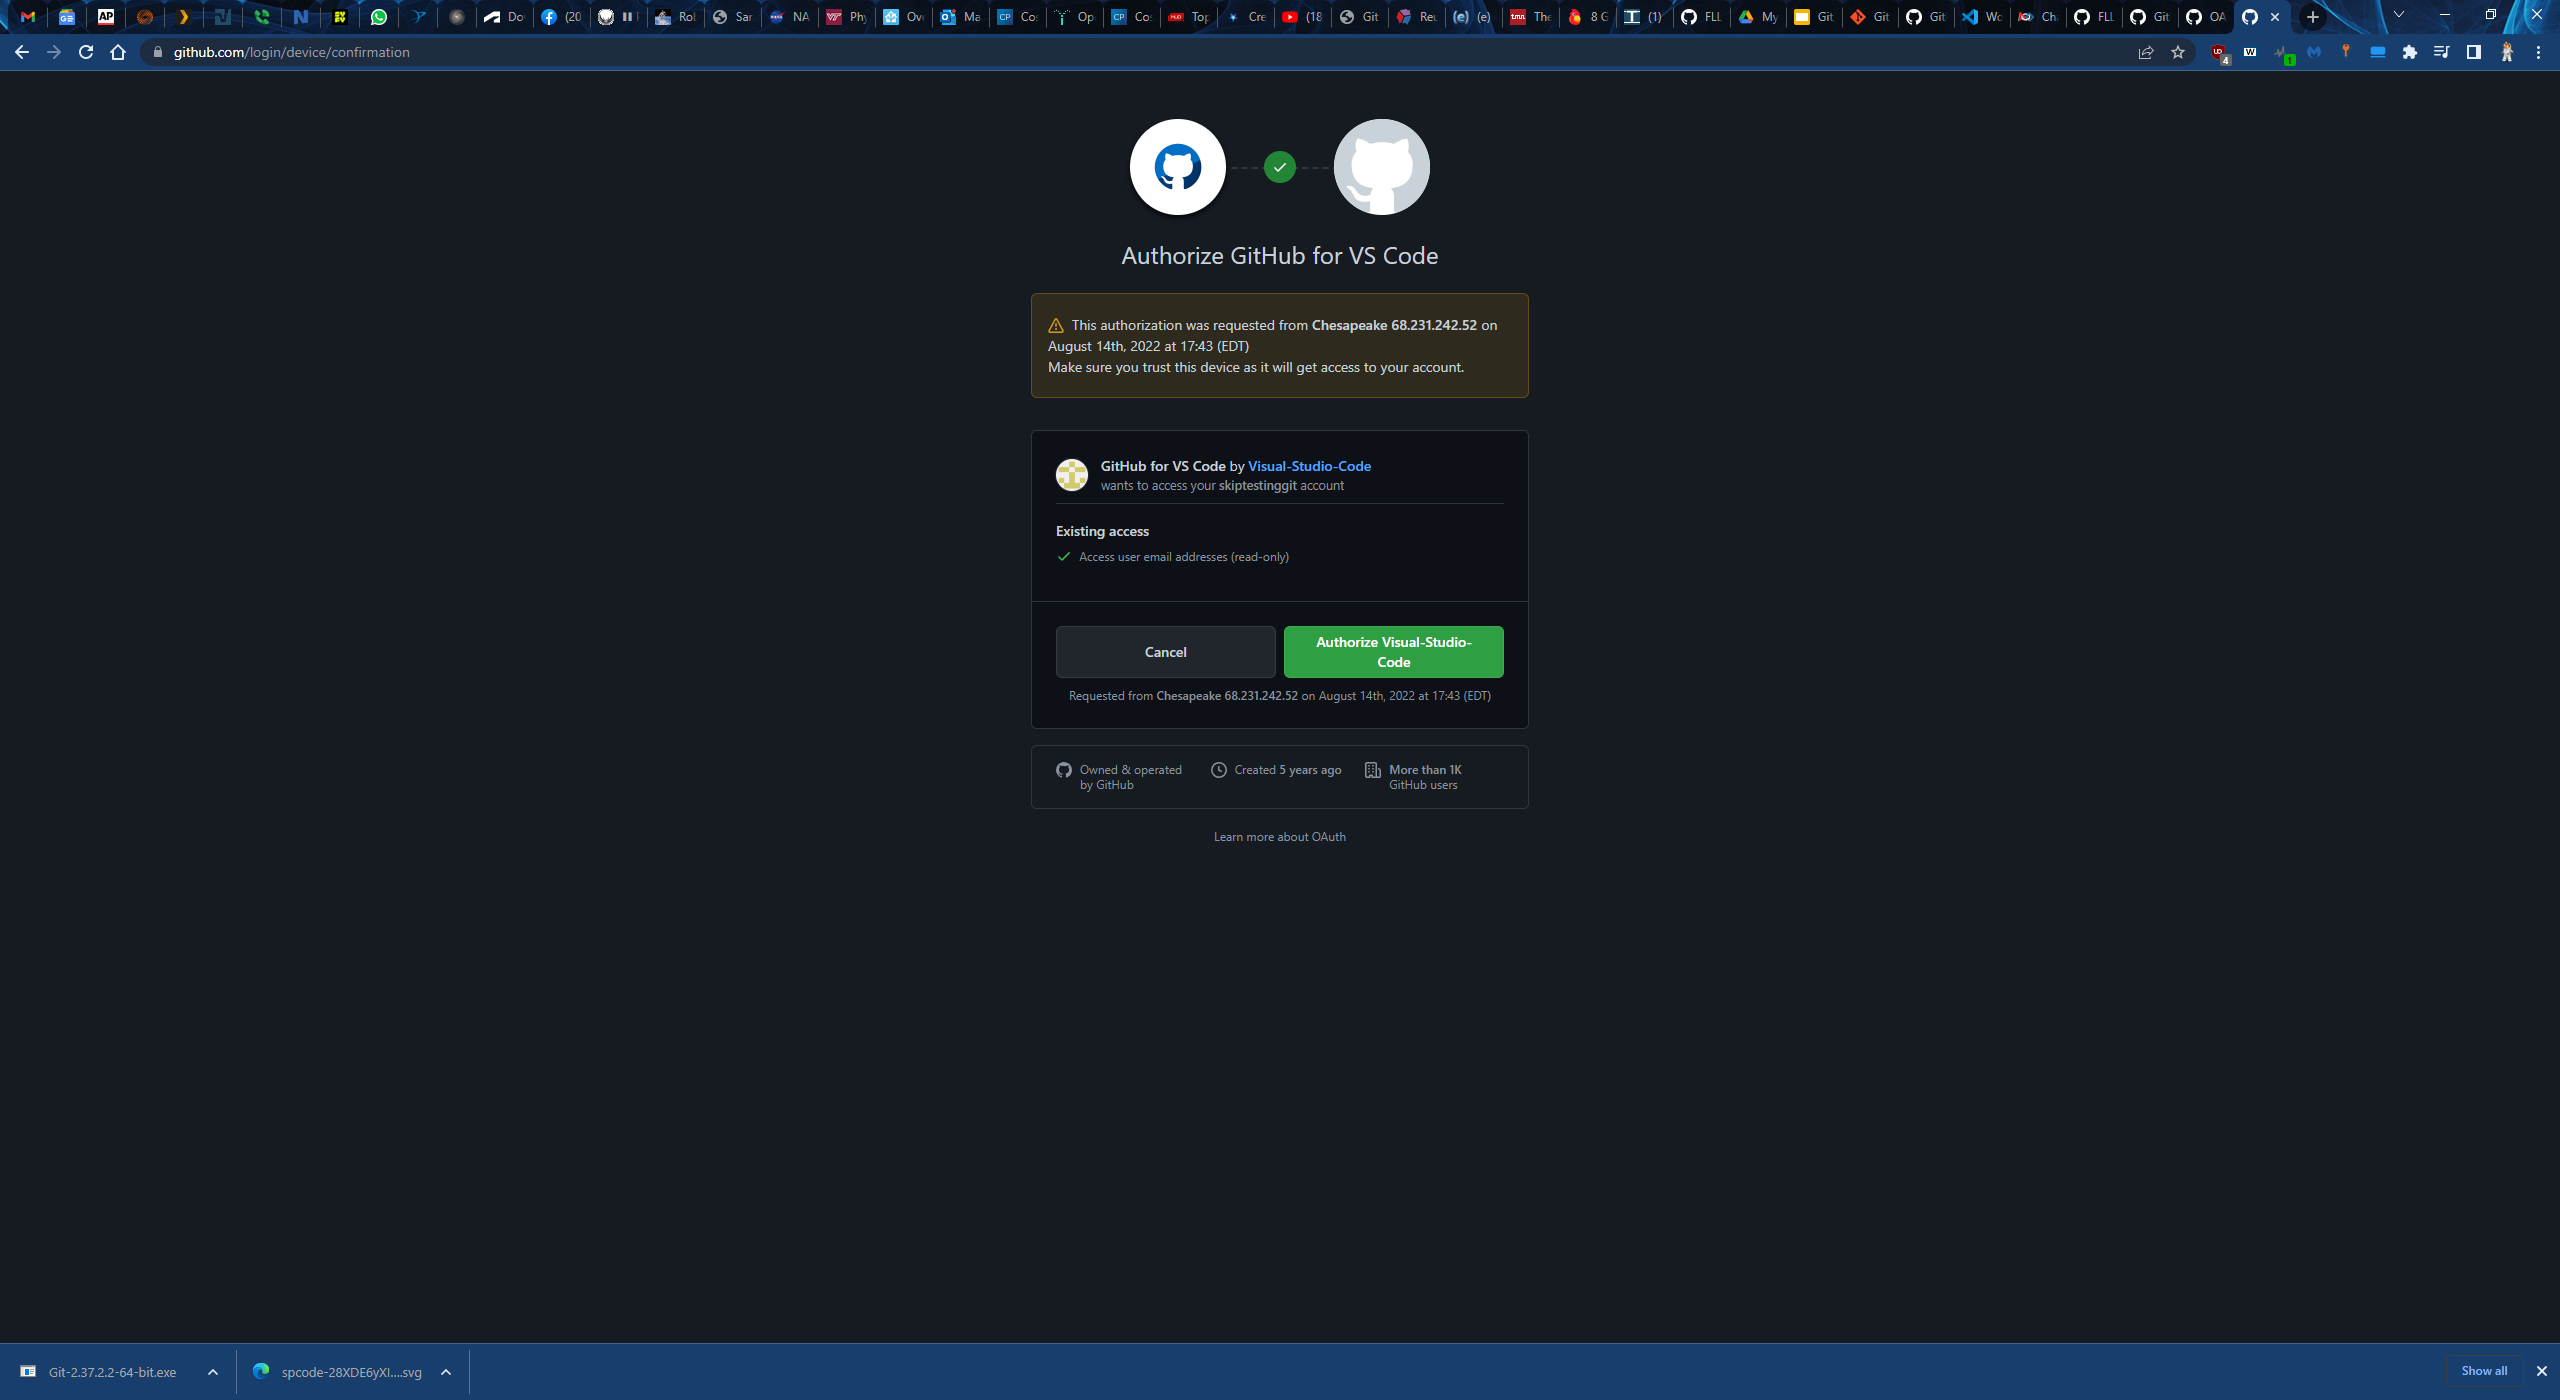 AP
Do
(20
Rol
Sar
NA
Phy
Ov
Ma
CP
Co
Op
CP
Co
Top
Cre
(18
Git
Reu
(e)
The
8 G
(1)
FLL
My
Git
Git
Git
Wc
Ch
FLL
Git
OA
github.com/login/device/confirmation
4
W
1
Authorize GitHub for VS Code
This authorization was requested from Chesapeake 68.231.242.52 on
August 14th, 2022 at 17:43 (EDT)
Make sure you trust this device as it will get access to your account.
GitHub for VS Code by Visual-Studio-Code
wants to access your skiptestinggit account
Existing access
Access user email addresses (read-only)
Cancel
Authorize Visual-Studio-
Code
Requested from Chesapeake 68.231.242.52 on August 14th, 2022 at 17:43 (EDT)
Owned & operated
by GitHub
Created 5 years ago
More than 1K
GitHub users
Learn more about OAuth
Git-2.37.2.2-64-bit.exe
spcode-28XDE6yXI....svg
Show all